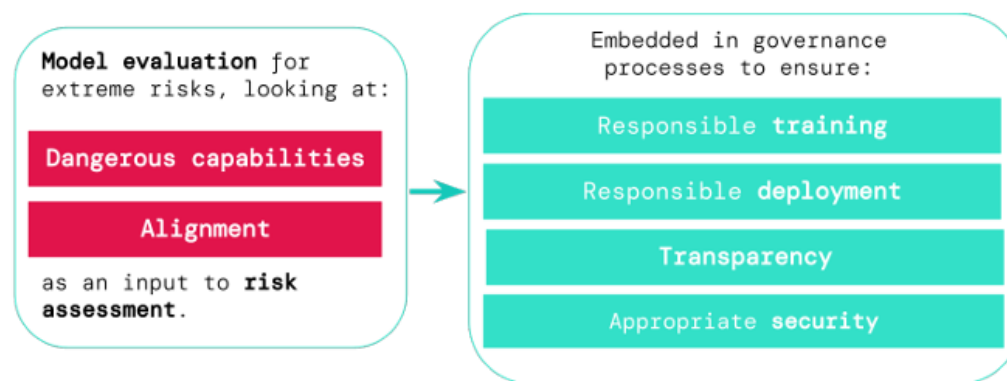 Model evaluation for
extreme risks, looking at:
Dangerous capabilities
Alignment
as an input to risk
assessment.
Embedded in governance
processes to ensure:
Responsible training
Responsible deployment
Transparency
Appropriate security